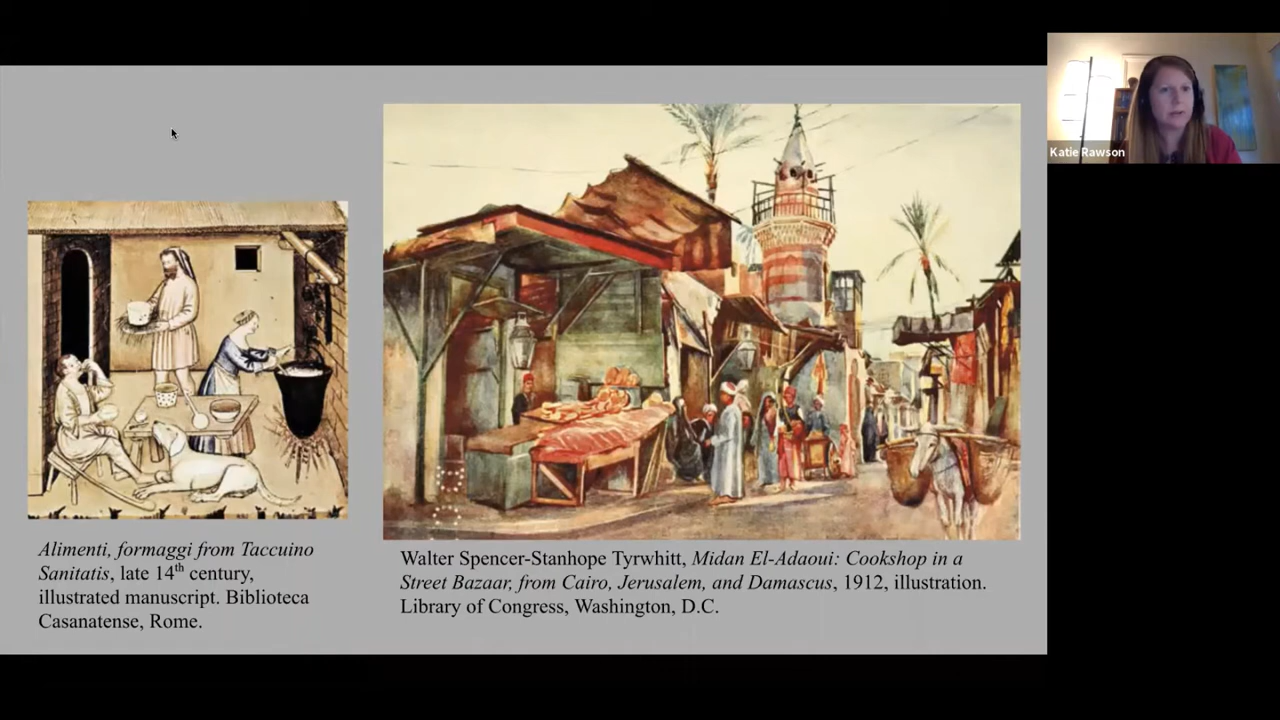 Katie Rawson
Alimenti, formaggi from Taccuino
Sanitatis, late 14th century,
illustrated manuscript. Biblioteca
Casanatense, Rome.
Walter Spencer-Stanhope Tyrwhitt, Midan El-Adaoui: Cookshop in a
Street Bazaar, from Cairo, Jerusalem, and Damascus, 1912, illustration.
Library of Congress, Washington, D.C.